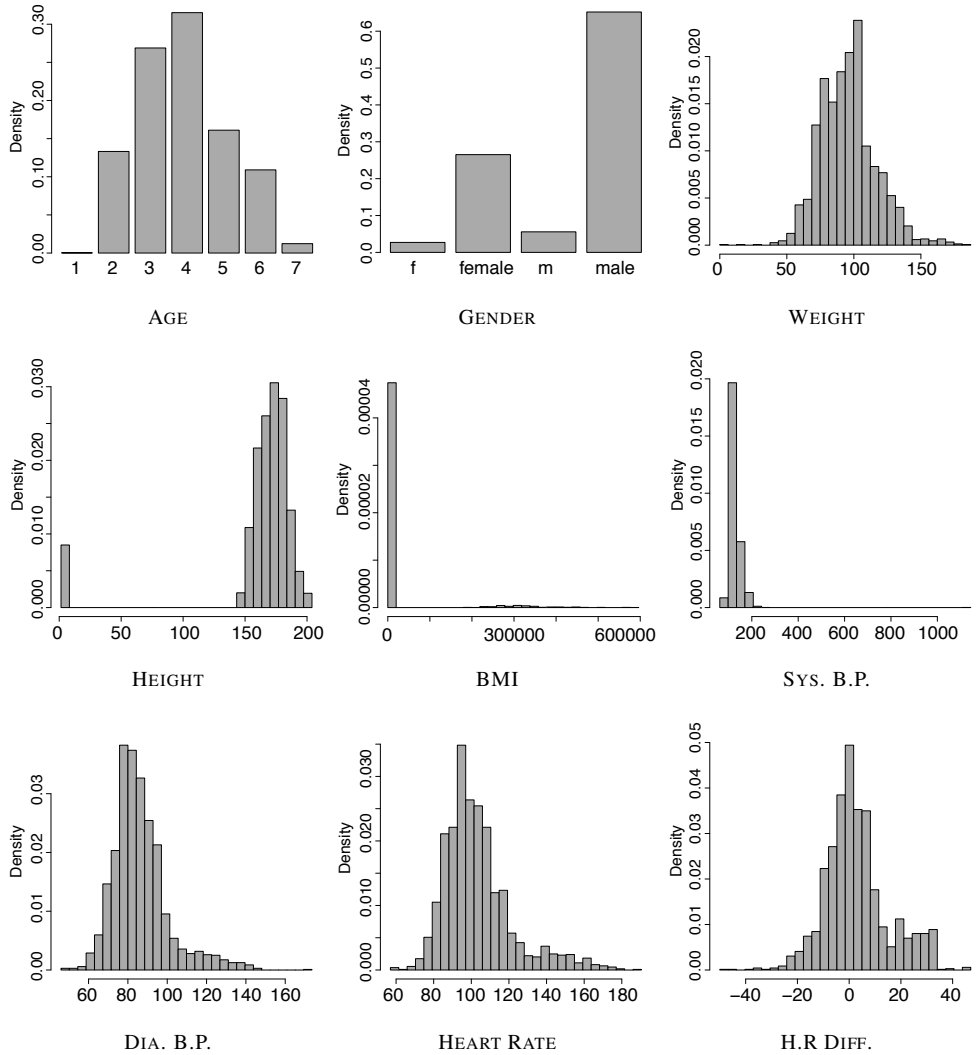 Density
0.00 0.10 0.20 0.30
1 2 3 4 5 6 7
AGE
Density
0.0 0.1 0.2 0.3 0.4 0.5 0.6
f female m male
GENDER
Density
0.000 0.005 0.010 0.015 0.020
0 50 100 150
WEIGHT
Density
0.000 0.010 0.020 0.030
0 50 100 150 200
HEIGHT
Density
0.00000 0.00002 0.00004
0 300000 600000
BMI
Density
0.000 0.005 0.010 0.015 0.020
200 400 600 800 1000
SYS. B.P.
Density
0.00 0.01 0.02 0.03
60 80 100 120 140 160
DIA. B.P.
Density
0.000 0.010 0.020 0.030
60 80 100 120 140 160 180
HEART RATE
Density
0.00 0.01 0.02 0.03 0.04 0.05
−40 −20 0 20 40
H.R DIFF.